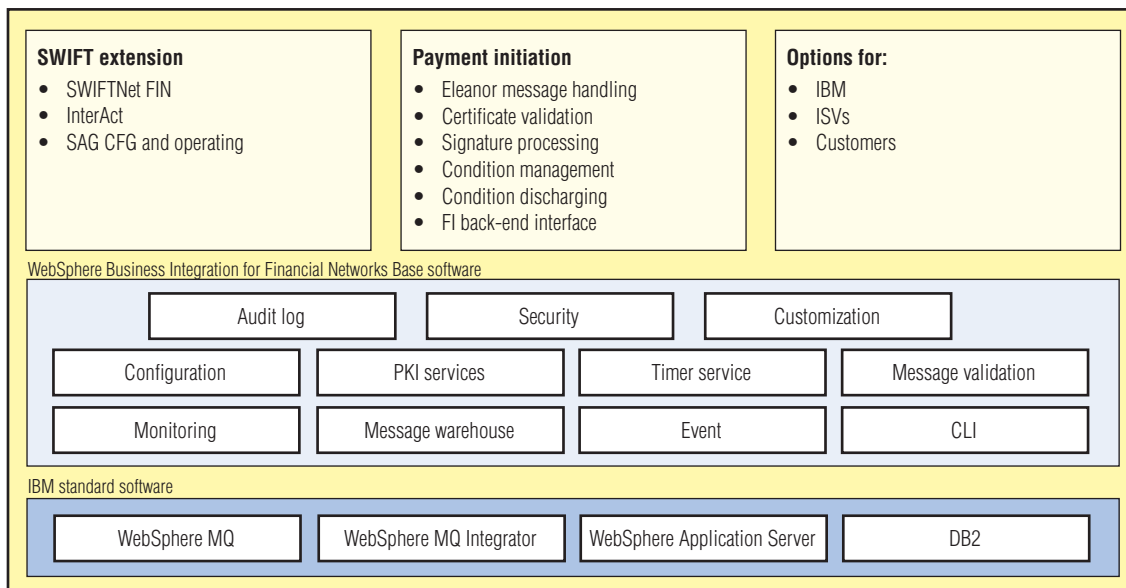 SWIFT extension
• SWIFTNet FIN
• InterAct
• SAG CFG and operating
Payment initiation
• Eleanor message handling
• Certificate validation
• Signature processing
• Condition management
• Condition discharging
• FI back-end interface
Options for:
• IBM
• ISVs
• Customers
WebSphere Business Integration for Financial Networks Base software
Audit log
Security
Customization
Configuration
PKI services
Timer service
Message validation
Monitoring
Message warehouse
Event
CLI
IBM standard software
WebSphere MQ
WebSphere MQ Integrator
WebSphere Application Server
DB2